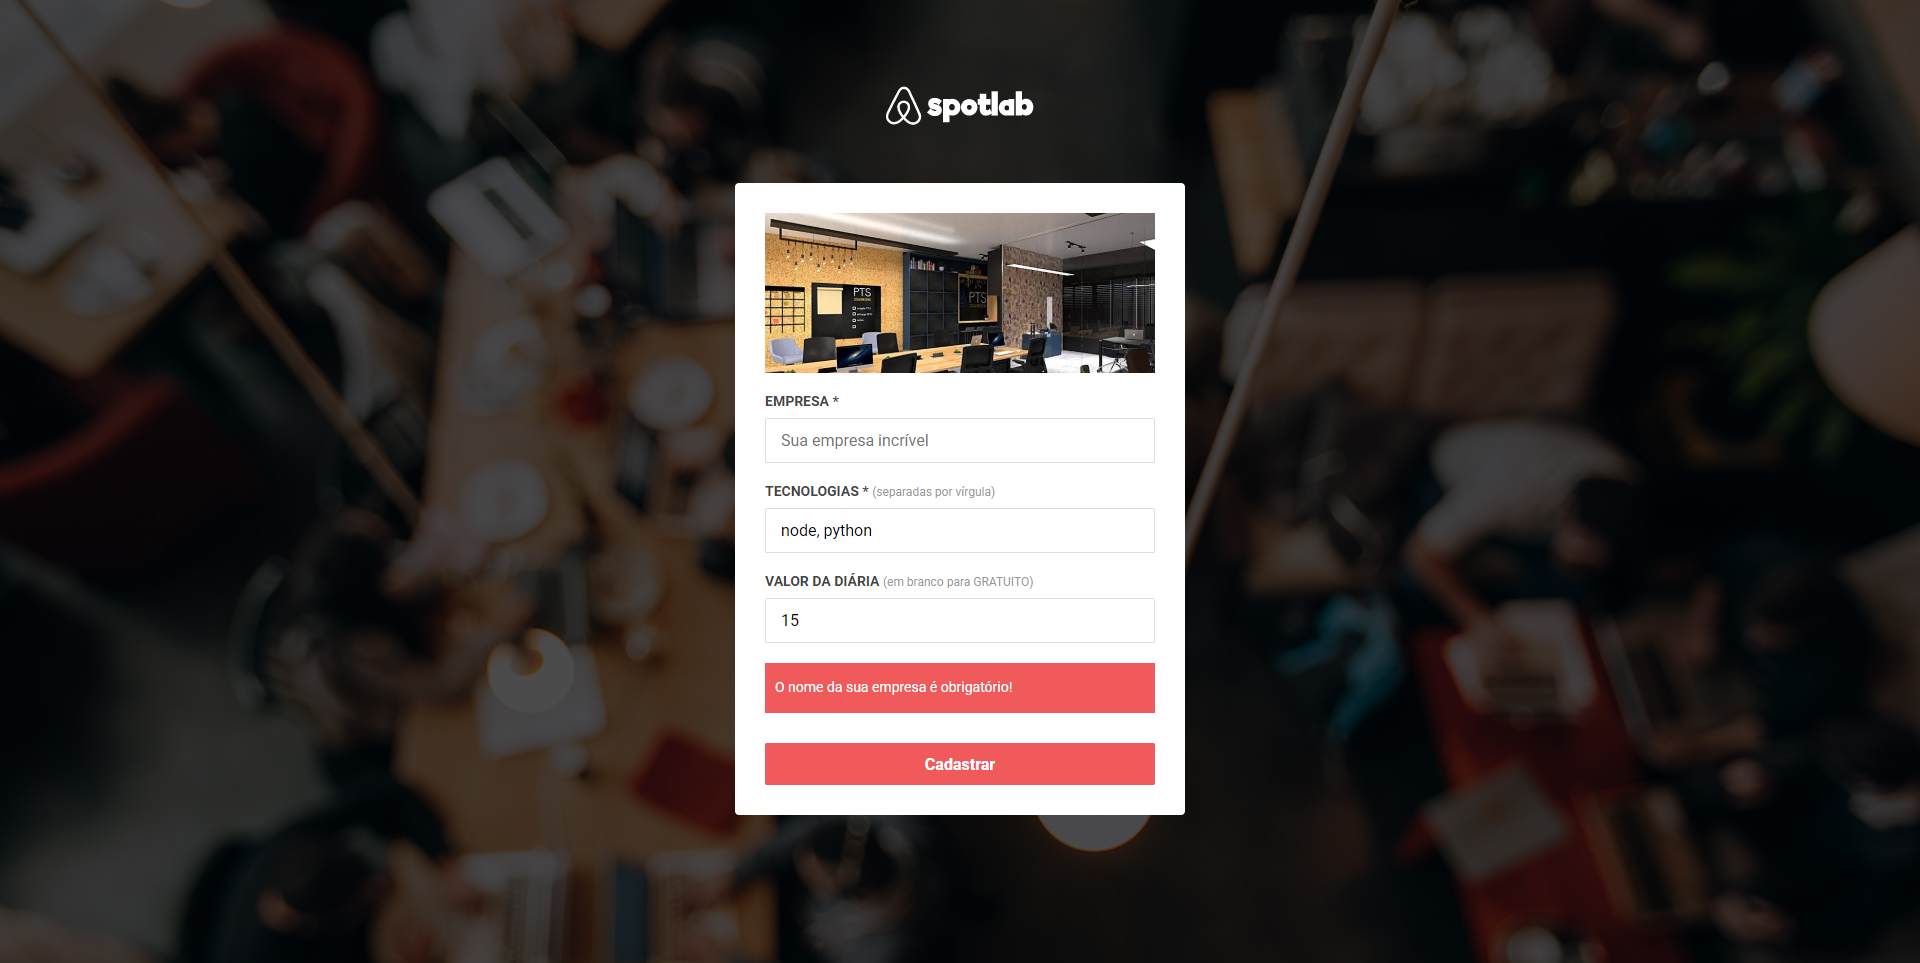 spotlab
PTS
PTS
EMPRESA *
Sua empresa incrível
TECNOLOGIAS * (separadas por vírgula)
node, python
VALOR DA DIÁRIA (em branco para GRATUITO)
15
O nome da sua empresa é obrigatório!
Cadastrar